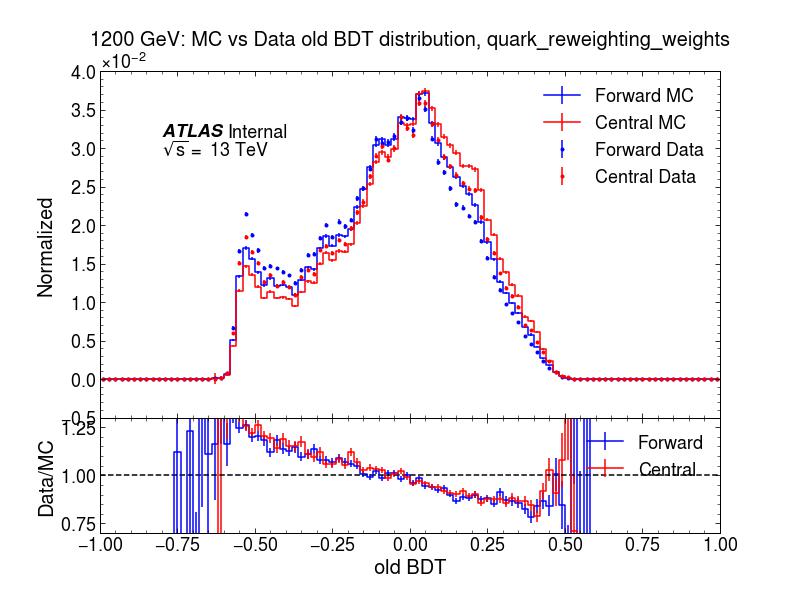 1200 GeV: MC vs Data old BDT distribution, quark_reweighting_weights
×10⁻²
4.0
3.5
3.0
2.5
2.0
1.5
1.0
0.5
0.0
Normalized
ATLAS Internal
√s = 13 TeV
Forward MC
Central MC
Forward Data
Central Data
1.25
1.00
0.75
Data/MC
Forward
Central
−1.00 −0.75 −0.50 −0.25 0.00 0.25 0.50 0.75 1.00
old BDT